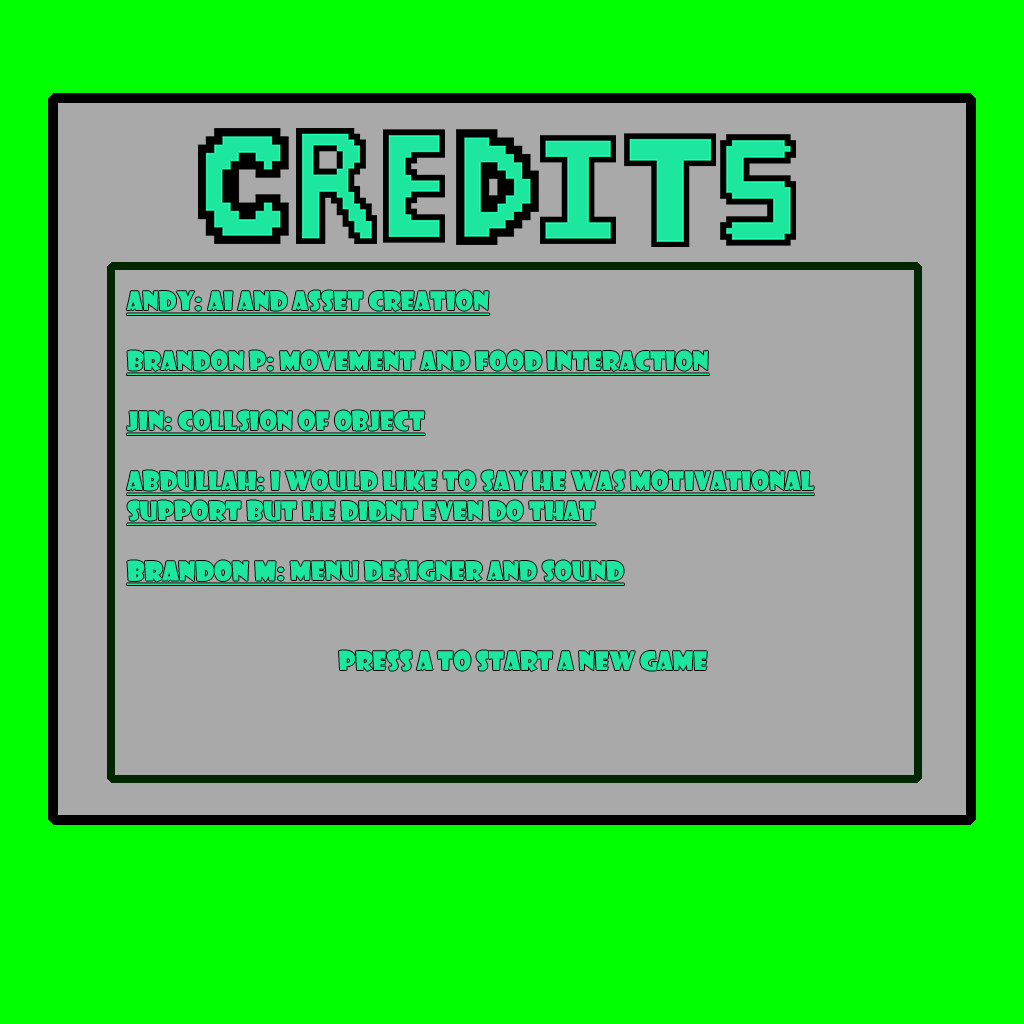 CREDITS
ANDY: AI AND ASSET CREATION
BRANDON P: MOVEMENT AND FOOD INTERACTION
JIN: COLLSION OF OBJECT
ABDULLAH: I WOULD LIKE TO SAY HE WAS MOTIVATIONAL
SUPPORT BUT HE DIDNT EVEN DO THAT
BRANDON M: MENU DESIGNER AND SOUND
PRESS A TO START A NEW GAME